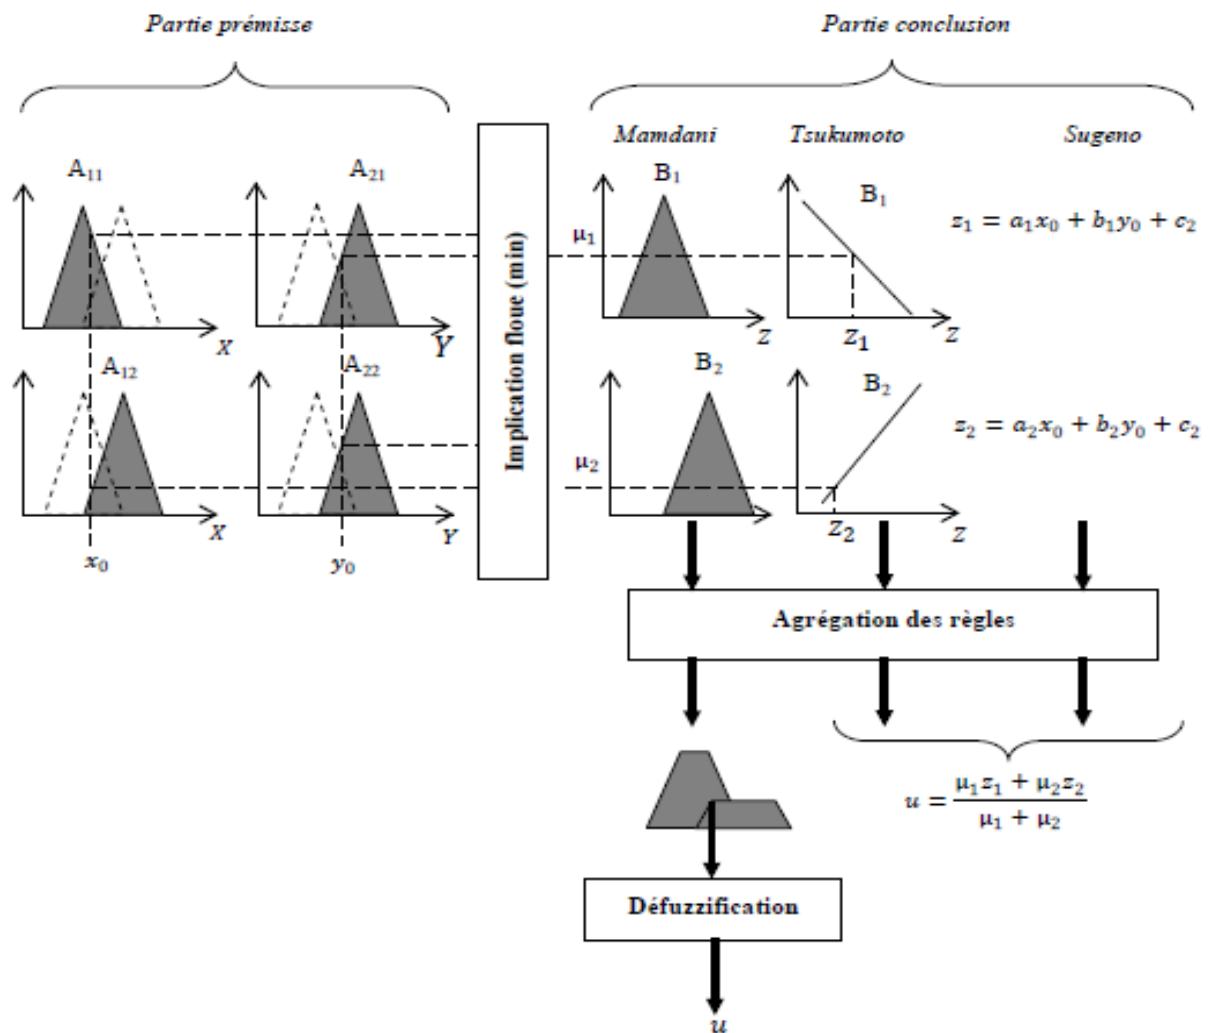 Partie prémisse
Partie conclusion
Mamdani
Tsukumoto
Sugeno
A₁₁
A₂₁
B₁
B₁
z₁ = a₁x₀ + b₁y₀ + c₂
μ₁
X
Y
z
z₁
z
Implication floue (min)
A₁₂
A₂₂
B₂
B₂
z₂ = a₂x₀ + b₂y₀ + c₂
μ₂
X
Y
z₂
z
x₀
y₀
Agrégation des règles
u = (μ₁z₁ + μ₂z₂) / (μ₁ + μ₂)
Défuzzification
u